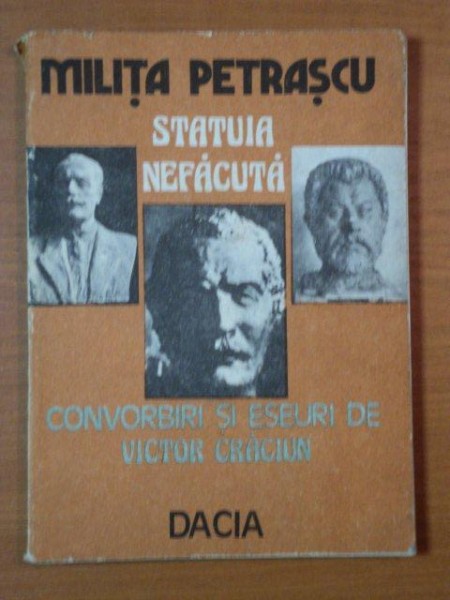 MILIȚA PETRAȘCU
STATUIA
NEFĂCUTĂ
CONVORBIRI ȘI ESEURI DE
VICTOR CRĂCIUN
DACIA